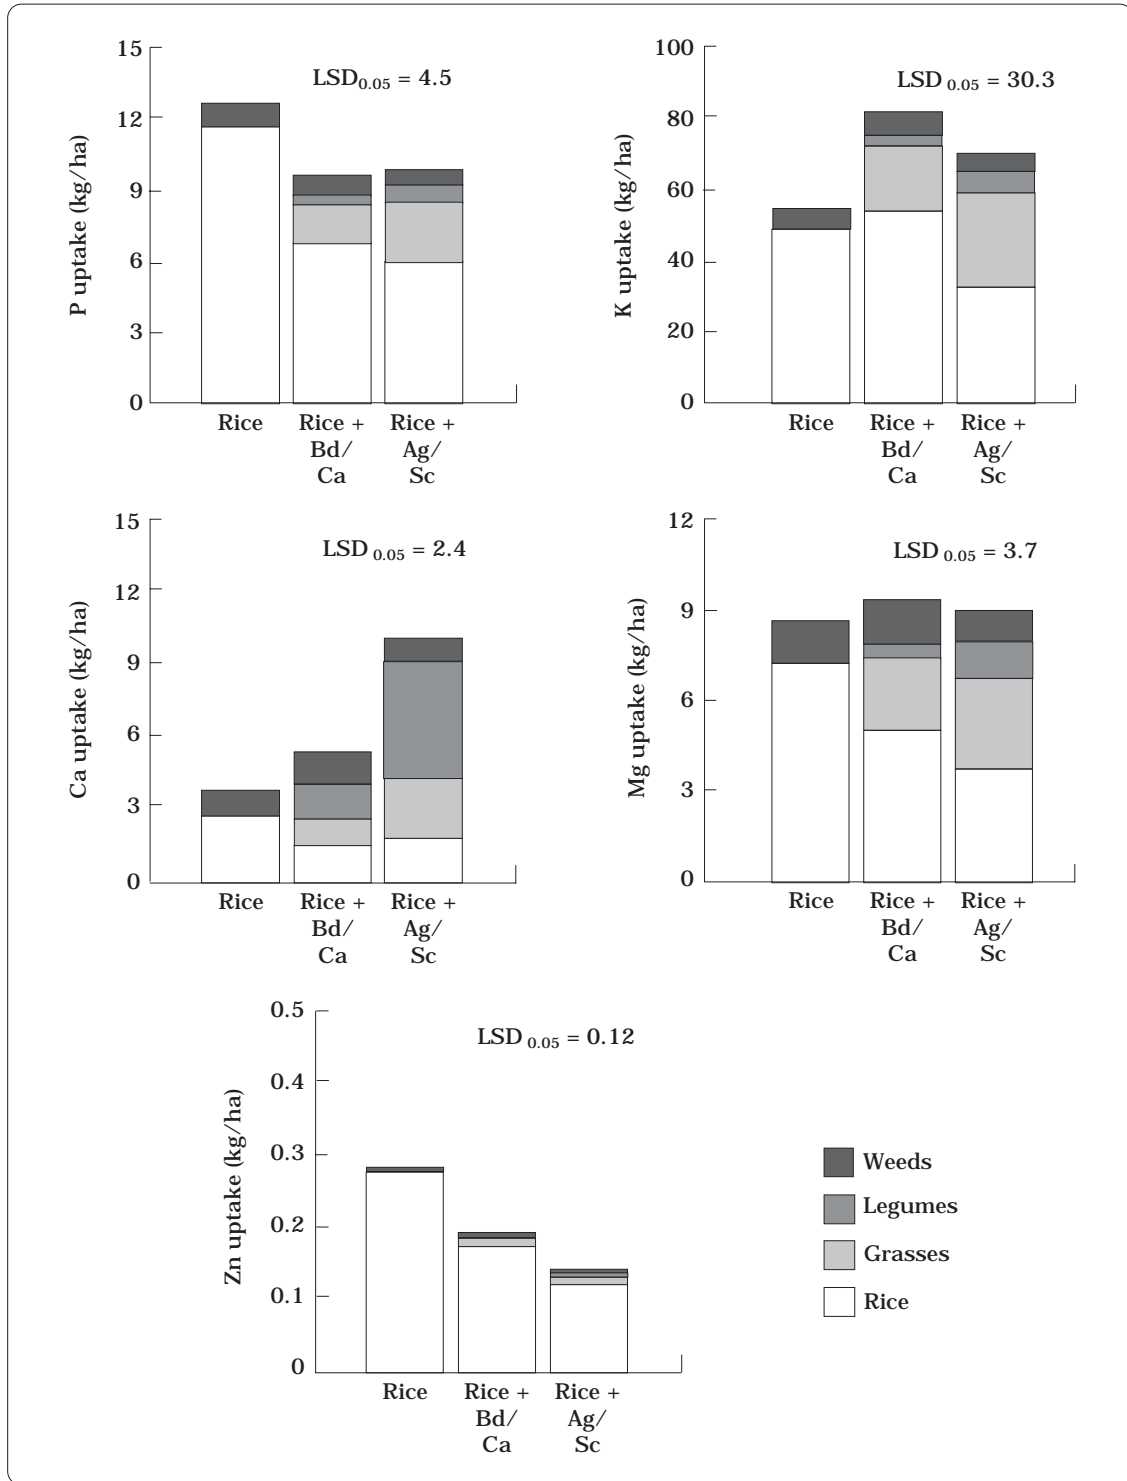 15
12
9
6
3
0
P uptake (kg/ha)
LSD0.05 = 4.5
Rice
Rice +
Bd/
Ca
Rice +
Ag/
Sc
100
80
60
40
20
0
K uptake (kg/ha)
LSD 0.05 = 30.3
Rice
Rice +
Bd/
Ca
Rice +
Ag/
Sc
15
12
9
6
3
0
Ca uptake (kg/ha)
LSD 0.05 = 2.4
Rice
Rice +
Bd/
Ca
Rice +
Ag/
Sc
12
9
6
3
0
Mg uptake (kg/ha)
LSD 0.05 = 3.7
Rice
Rice +
Bd/
Ca
Rice +
Ag/
Sc
0.5
0.4
0.3
0.2
0.1
0
Zn uptake (kg/ha)
LSD 0.05 = 0.12
Rice
Rice +
Bd/
Ca
Rice +
Ag/
Sc
Weeds
Legumes
Grasses
Rice